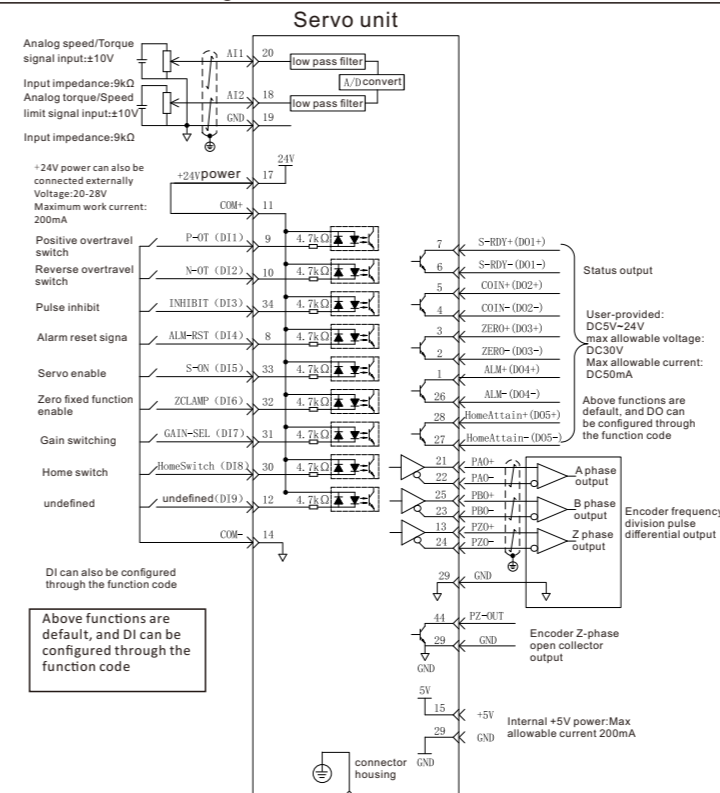 Servo unit
Analog speed/Torque
signal input:±10V
Input impedance:9kΩ
Analog torque/Speed
limit signal input:±10V
Input impedance:9kΩ
AI1
20
low pass filter
A/D convert
AI2
18
low pass filter
GND
19
+24V power can also be
connected externally
Voltage:20-28V
Maximum work current:
200mA
+24Vpower
17
24V
COM+
11
Positive overtravel
switch
P-OT (DI1)
9
4.7kΩ
Reverse overtravel
switch
N-OT (DI2)
10
4.7kΩ
Pulse inhibit
INHIBIT (DI3)
34
4.7kΩ
Alarm reset signa
ALM-RST (DI4)
8
4.7kΩ
Servo enable
S-ON (DI5)
33
4.7kΩ
Zero fixed function
enable
ZCLAMP (DI6)
32
4.7kΩ
Gain switching
GAIN-SEL (DI7)
31
4.7kΩ
Home switch
HomeSwitch (DI8)
30
4.7kΩ
undefined
undefined(DI9)
12
4.7kΩ
COM-
14
DI can also be configured
through the function code
Above functions are
default, and DI can be
configured through the
function code
7
S-RDY+(DO1+)
6
S-RDY-(DO1-)
5
COIN+(DO2+)
4
COIN-(DO2-)
3
ZERO+(DO3+)
2
ZERO-(DO3-)
1
ALM+(DO4+)
26
ALM-(DO4-)
28
HomeAttain+(DO5+)
27
HomeAttain-(DO5-)
Status output
User-provided:
DC5V~24V
max allowable voltage:
DC30V
Max allowable current:
DC50mA
Above functions are
default, and DO can
be configured through
the function code
21
PAO+
22
PAO-
25
PBO+
23
PBO-
13
PZO+
24
PZO-
A phase
output
B phase
output
Z phase
output
Encoder frequency
division pulse
differential output
29
GND
44
PZ-OUT
29
GND
GND
Encoder Z-phase
open collector
output
5V
15
+5V
29
GND
GND
Internal +5V power:Max
allowable current 200mA
connector
housing